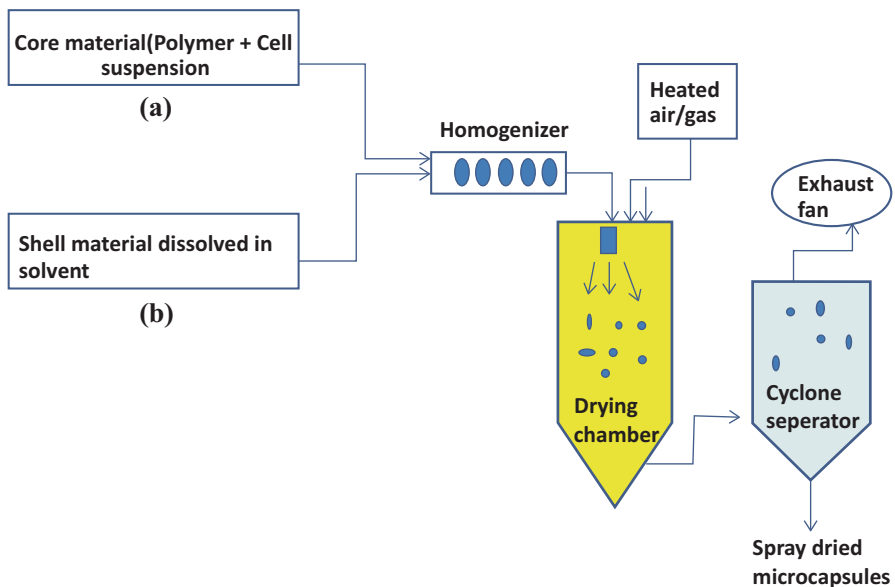 Core material(Polymer + Cell
suspension
(a)
Heated
air/gas
Homogenizer
Exhaust
fan
Shell material dissolved in
solvent
(b)
Drying
chamber
Cyclone
seperator
Spray dried
microcapsules